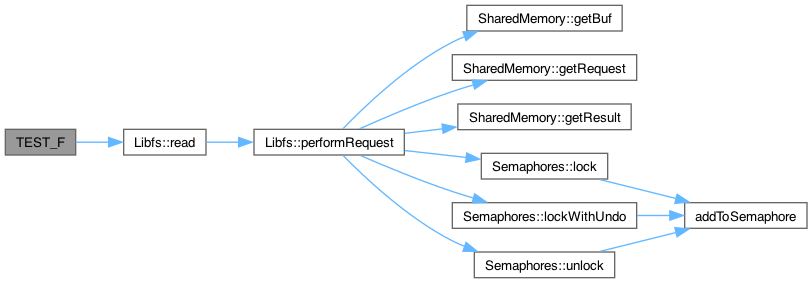 TEST_F
Libfs::read
Libfs::performRequest
SharedMemory::getBuf
SharedMemory::getRequest
SharedMemory::getResult
Semaphores::lock
Semaphores::lockWithUndo
Semaphores::unlock
addToSemaphore